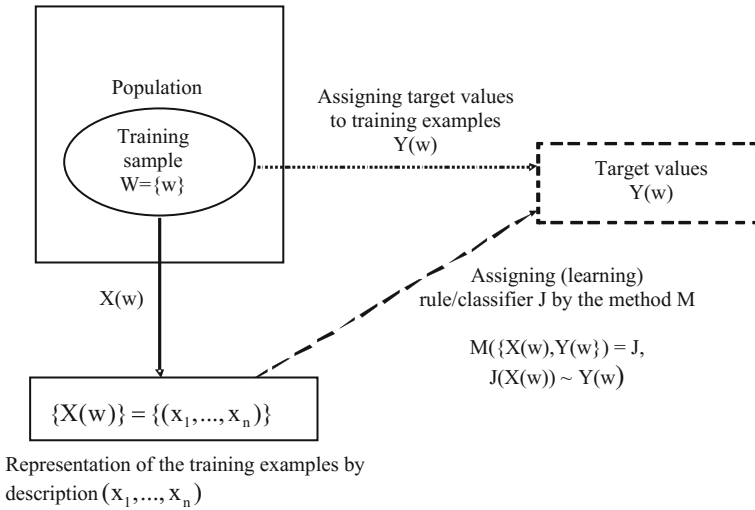 Population
Training
sample
W={w}
Assigning target values
to training examples
Y(w)
Target values
Y(w)
X(w)
Assigning (learning)
rule/classifier J by the method M
M({X(w),Y(w}) = J,
J(X(w)) ~ Y(w)
{X(w)} = {(x₁,...,xₙ)}
Representation of the training examples by
description (x₁,...,xₙ)